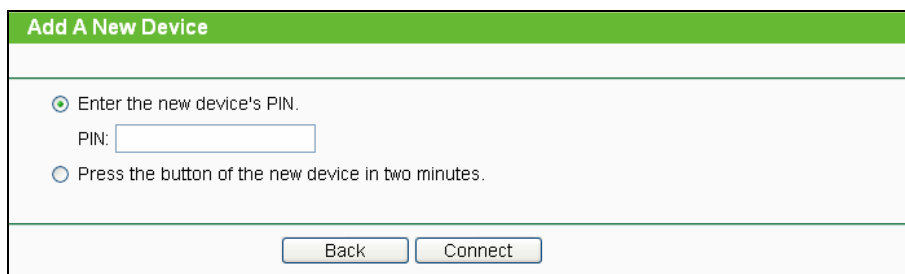 Add A New Device
Enter the new device's PIN.
PIN:
Press the button of the new device in two minutes.
Back Connect